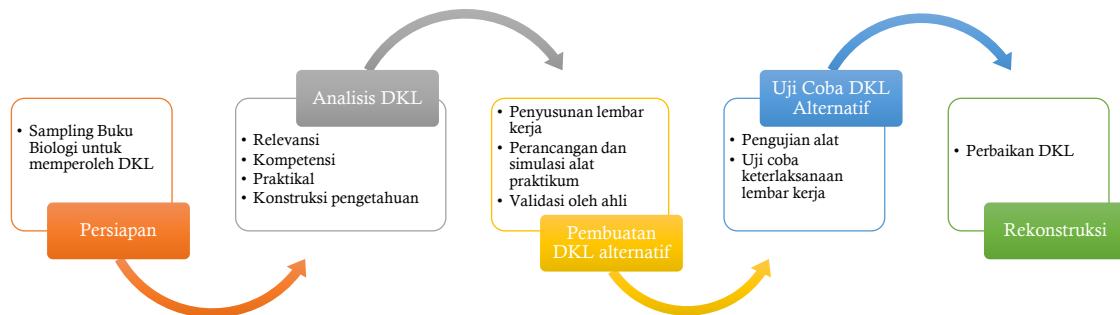 • Sampling Buku
Biologi untuk
memperoleh DKL
Persiapan
Analisis DKL
• Relevansi
• Kompetensi
• Praktikal
• Konstruksi pengetahuan
• Penyusunan lembar
kerja
• Perancangan dan
simulasi alat
praktikum
• Validasi oleh ahli
Pembuatan
DKL alternatif
Uji Coba DKL
Alternatif
• Pengujian alat
• Uji coba
keterlaksanaan
lembar kerja
• Perbaikan DKL
Rekonstruksi